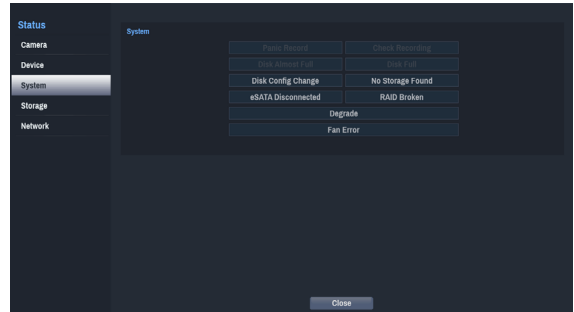 Status
System
Camera
Panic Record Check Recording
Device
Disk Almost Full Disk Full
System
Disk Config Change No Storage Found
Storage
eSATA Disconnected RAID Broken
Degrade
Network
Fan Error
Close